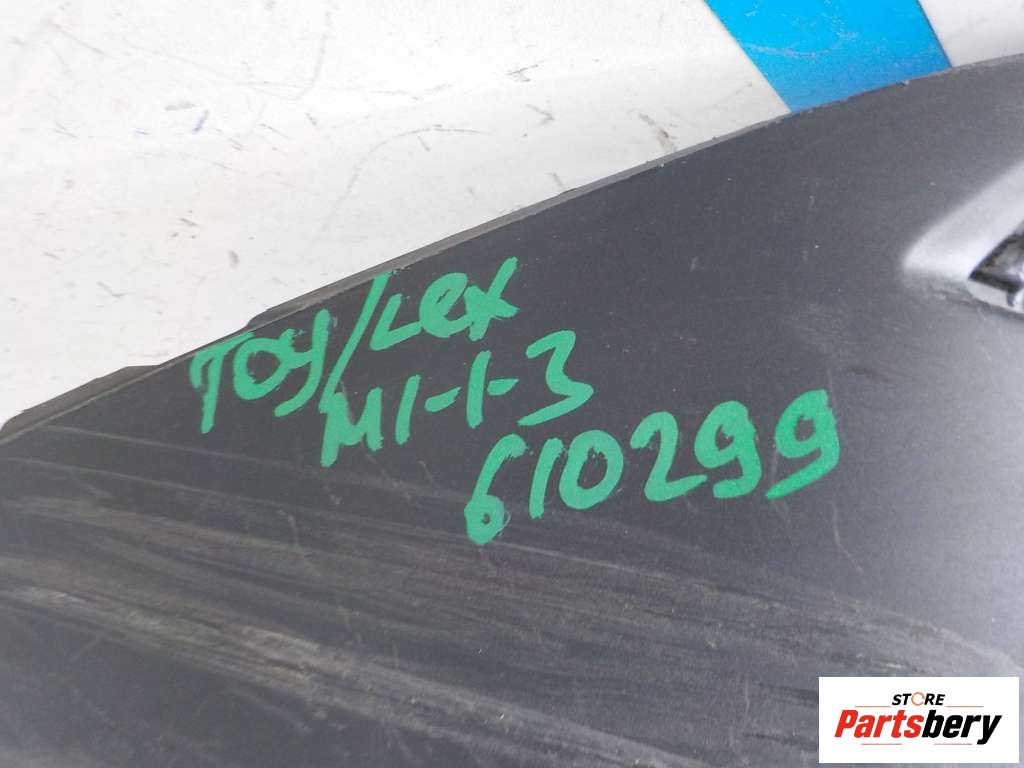 TOY/Lex
M1-1-3
610299
STORE
Partsbery